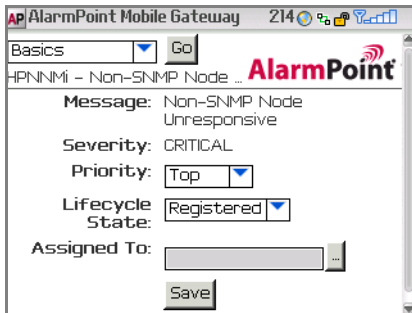 AP AlarmPoint Mobile Gateway 214
Basics Go
HPNNMi - Non-SNMP Node ... AlarmPoint
Message: Non-SNMP Node
Unresponsive
Severity: CRITICAL
Priority: Top
Lifecycle
State: Registered
Assigned To: ...
Save